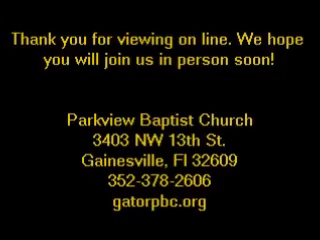 Thank you for viewing on line. We hope
you will join us in person soon!
Parkview Baptist Church
3403 NW 13th St.
Gainesville, Fl 32609
352-378-2606
gatorpbc.org